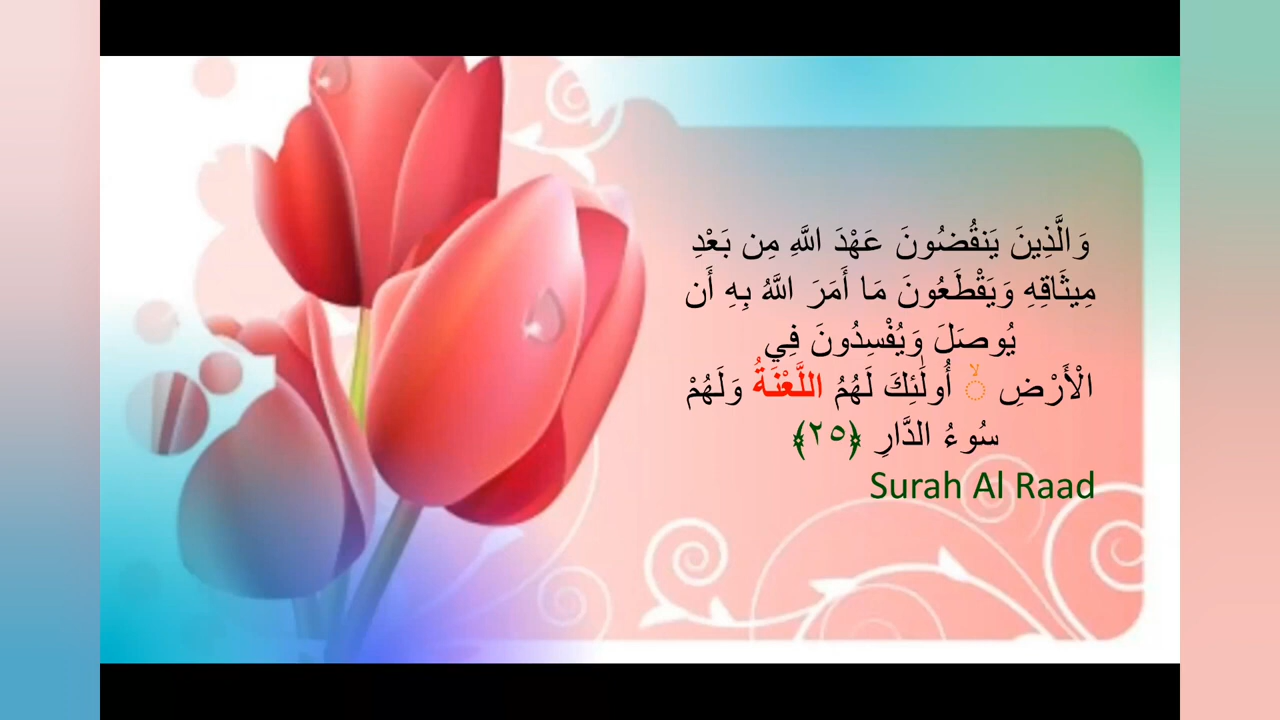 وَالَّذِينَ يَنقُضُونَ عَهْدَ اللَّهِ مِن بَعْدِ
مِيثَاقِهِ وَيَقْطَعُونَ مَا أَمَرَ اللَّهُ بِهِ أَن
يُوصَلَ وَيُفْسِدُونَ فِي
الْأَرْضِ ۙ أُولَٰئِكَ لَهُمُ اللَّعْنَةُ وَلَهُمْ
سُوءُ الدَّارِ ﴿٢٥﴾
Surah Al Raad